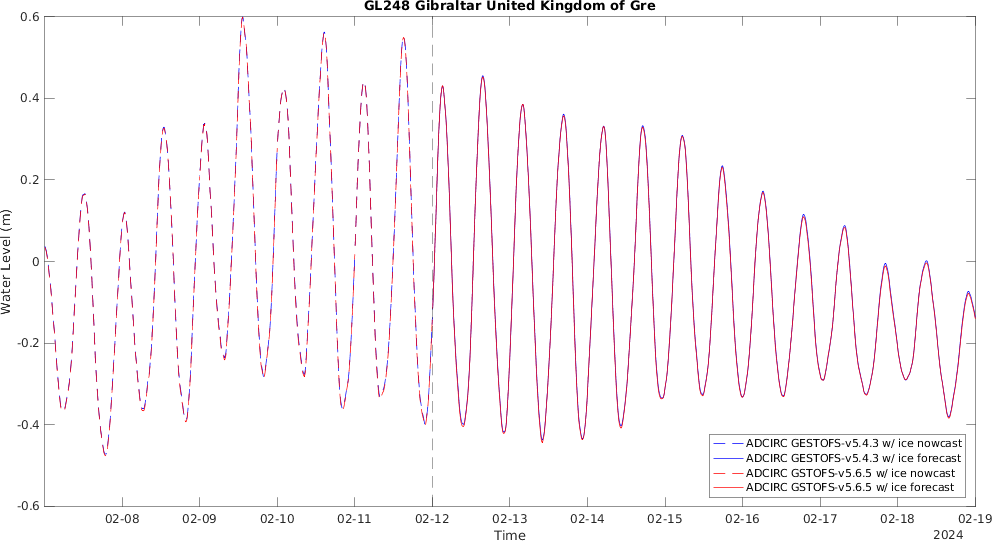 GL248 Gibraltar United Kingdom of Gre
0.6
0.4
0.2
0
-0.2
-0.4
-0.6
Water Level (m)
02-08 02-09 02-10 02-11 02-12 02-13 02-14 02-15 02-16 02-17 02-18 02-19
Time
2024
ADCIRC GESTOFS-v5.4.3 w/ ice nowcast
ADCIRC GESTOFS-v5.4.3 w/ ice forecast
ADCIRC GSTOFS-v5.6.5 w/ ice nowcast
ADCIRC GSTOFS-v5.6.5 w/ ice forecast